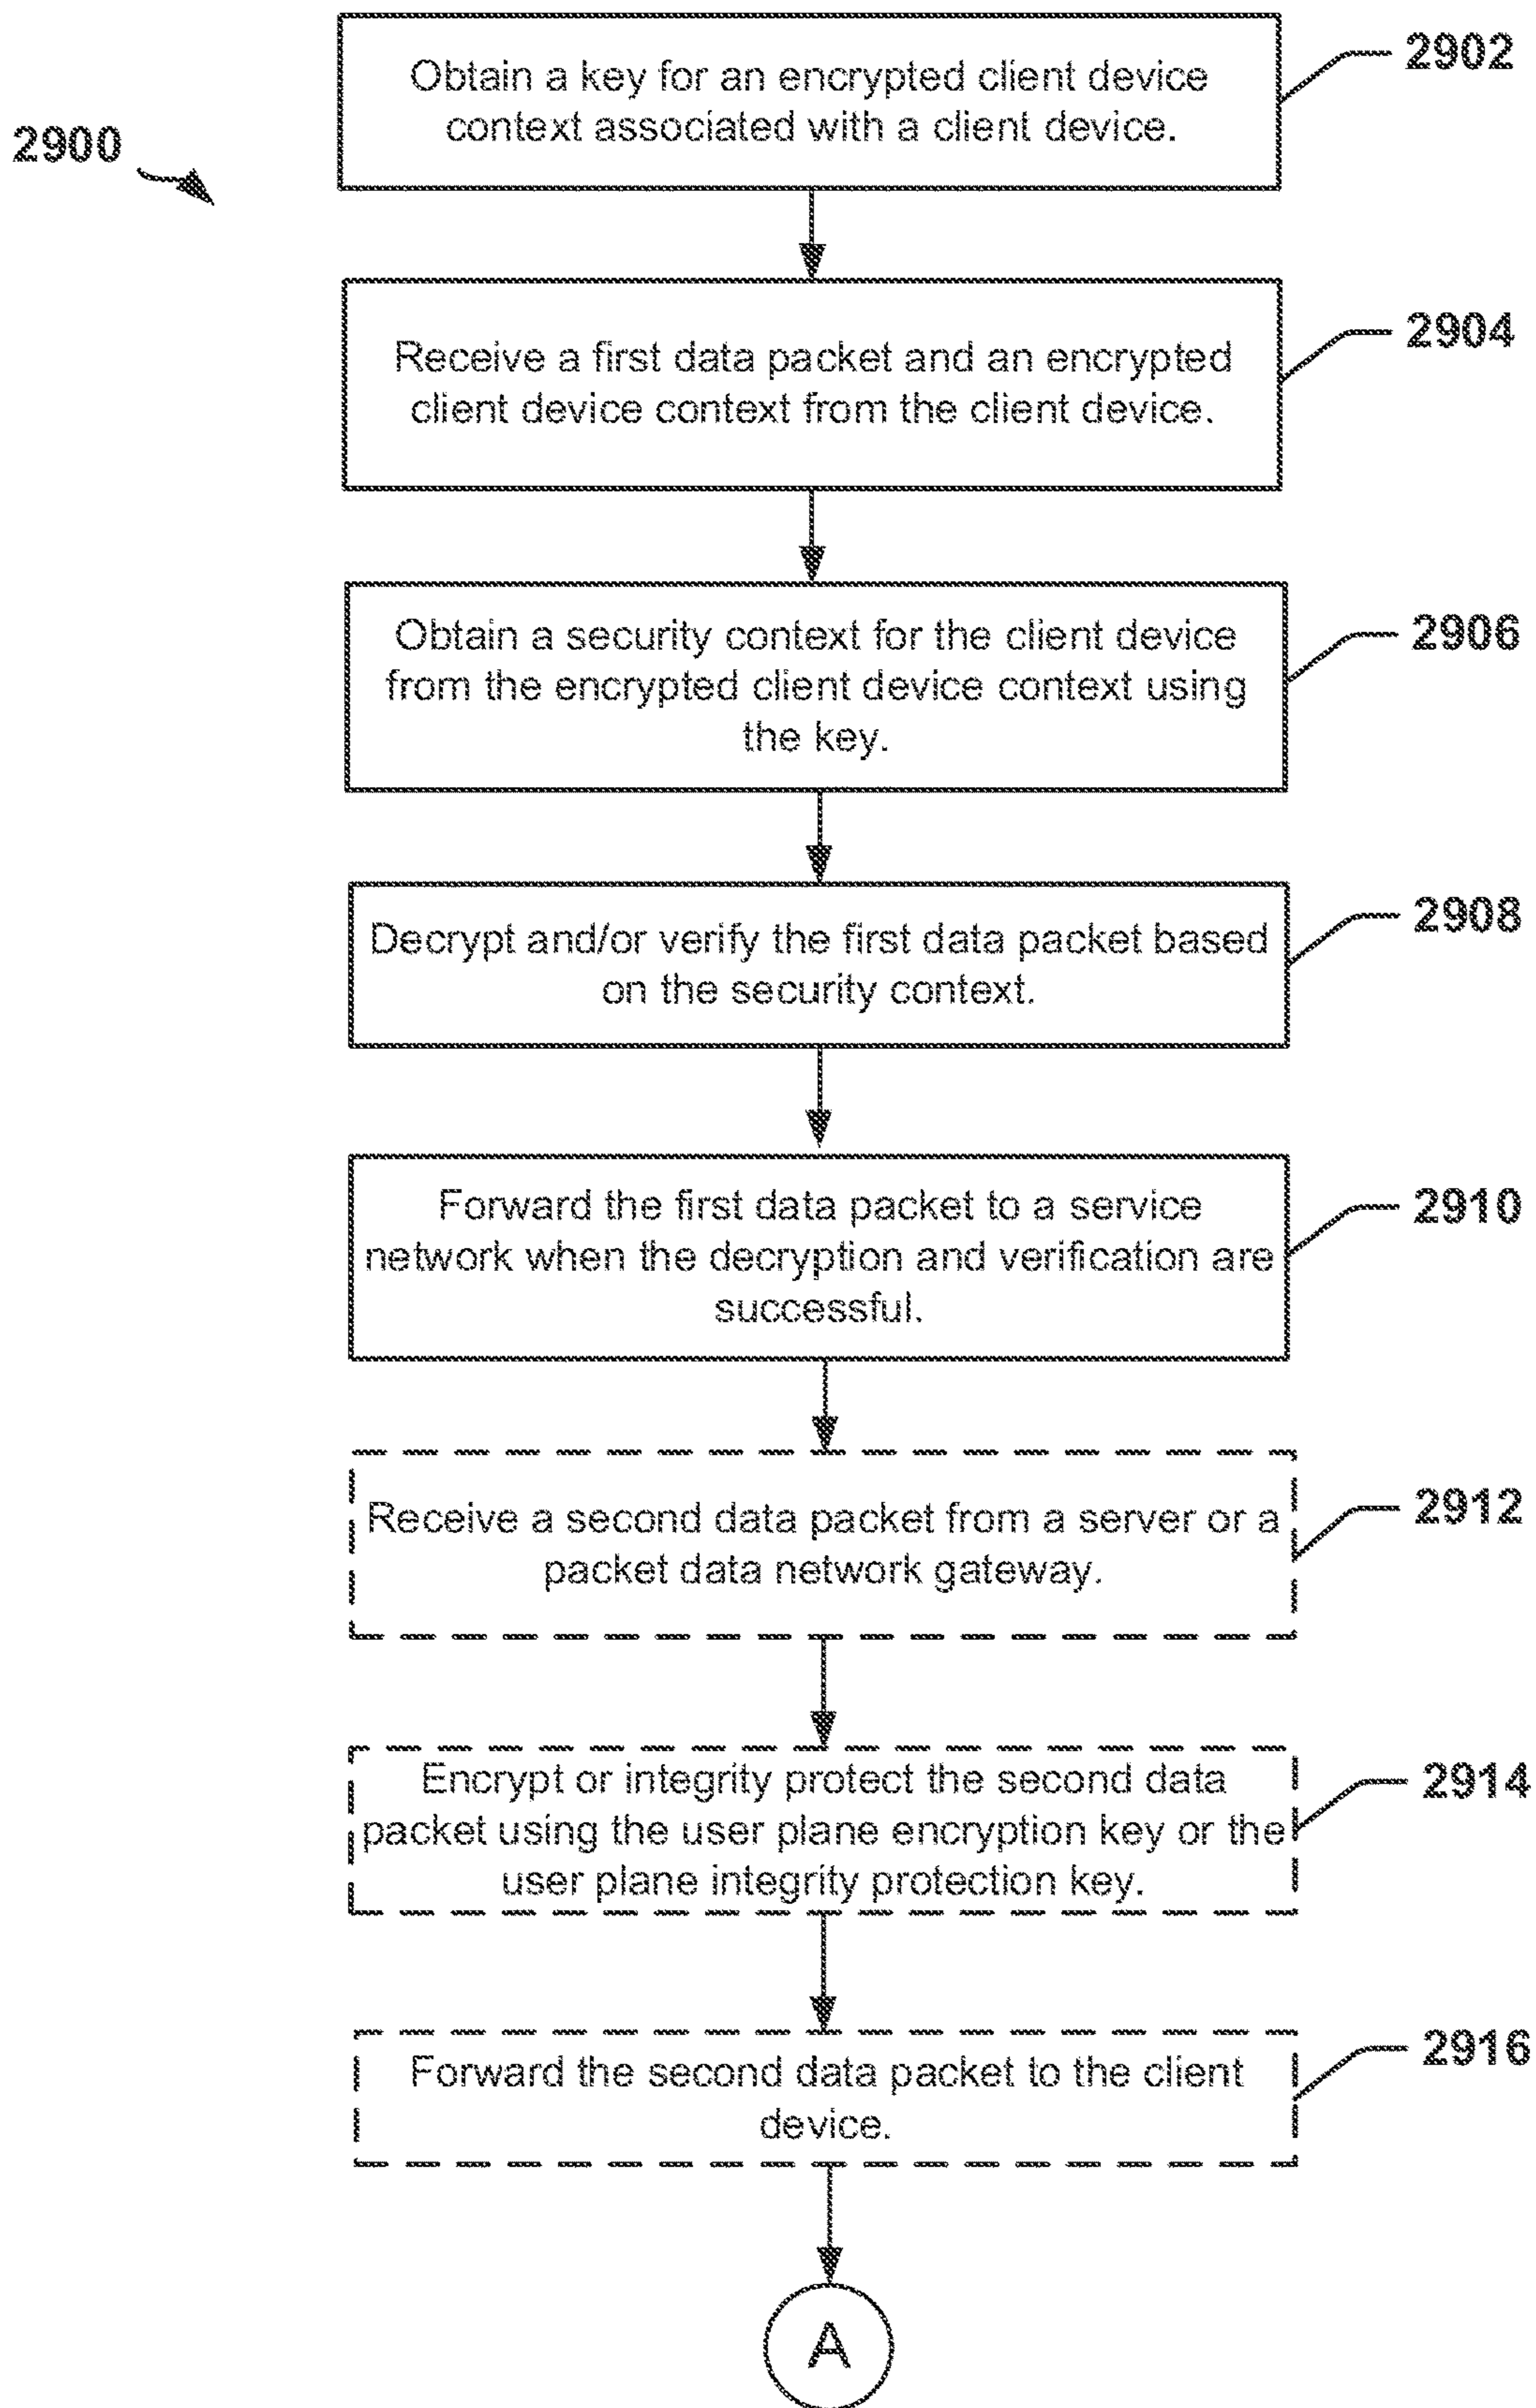 2900
Obtain a key for an encrypted client device
context associated with a client device.
2902
Receive a first data packet and an encrypted
client device context from the client device.
2904
Obtain a security context for the client device
from the encrypted client device context using
the key.
2906
Decrypt and/or verify the first data packet based
on the security context.
2908
Forward the first data packet to a service
network when the decryption and verification are
successful.
2910
Receive a second data packet from a server or a
packet data network gateway.
2912
Encrypt or integrity protect the second data
packet using the user plane encryption key or the
user plane integrity protection key.
2914
Forward the second data packet to the client
device.
2916
A